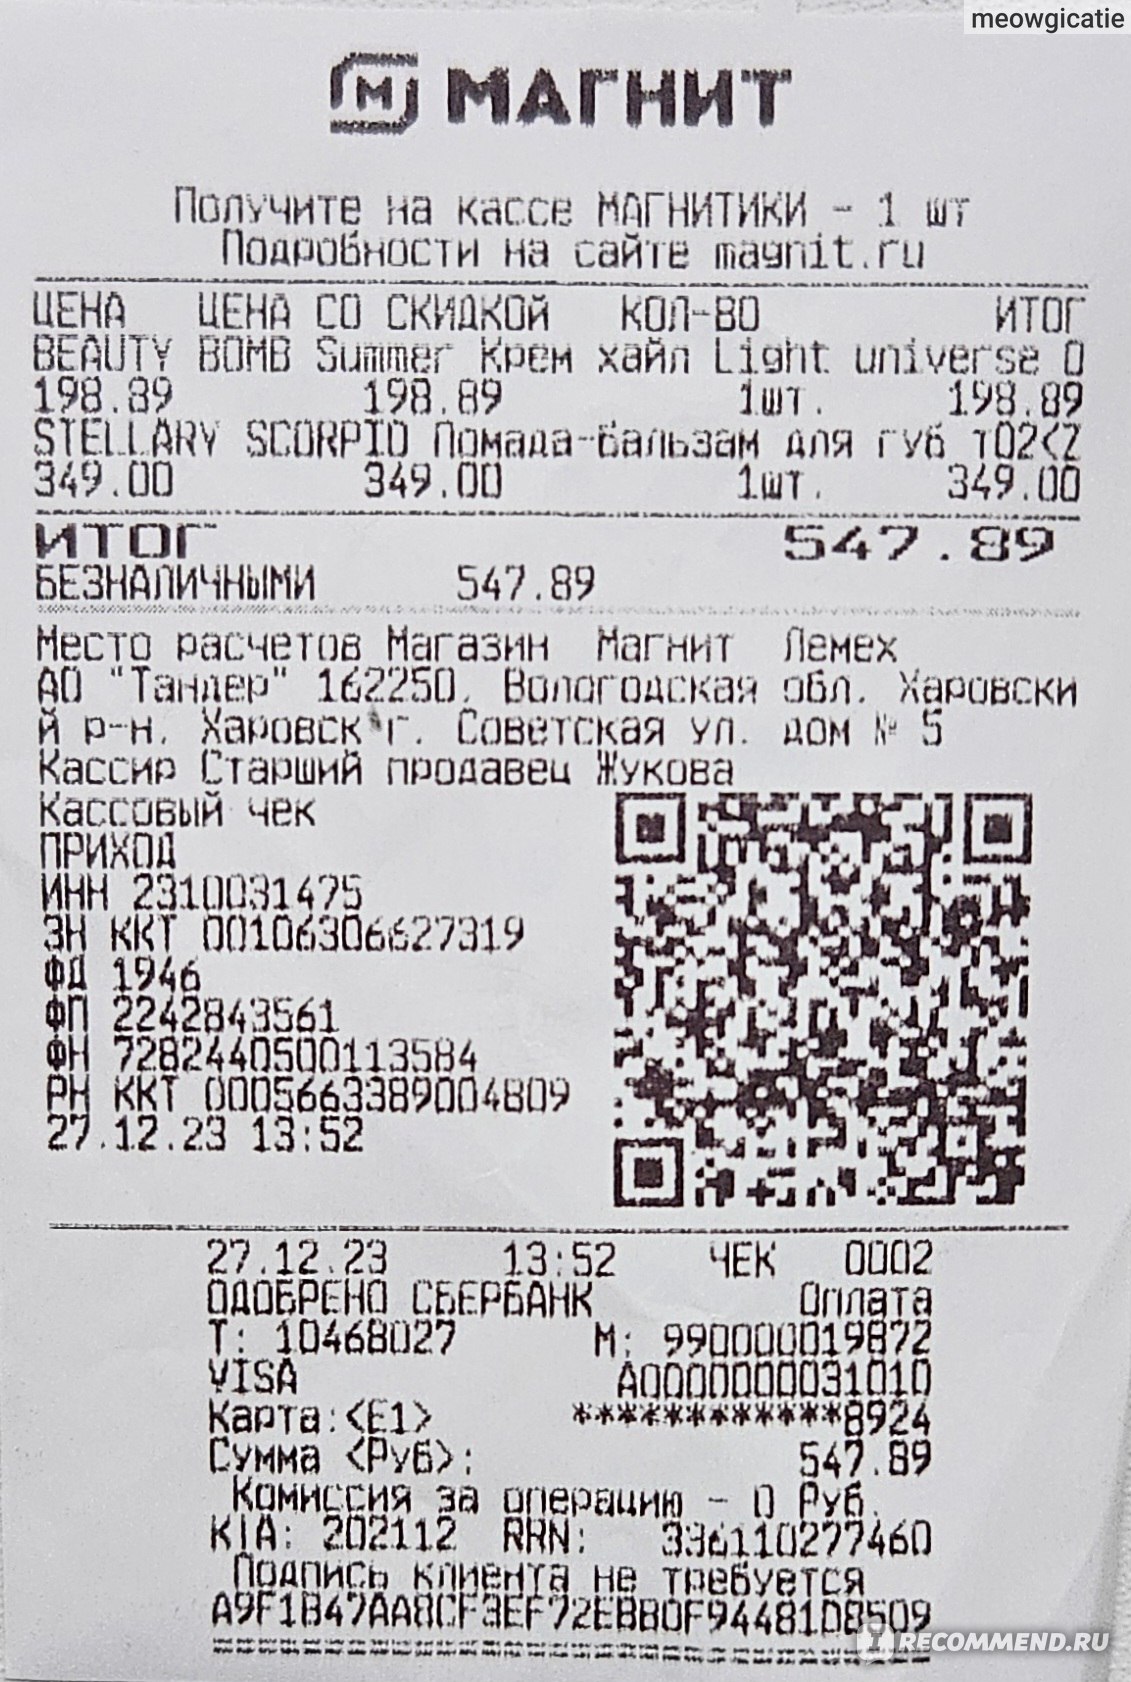 meowgicatie
М МАГНИТ
Получите на кассе МАГНИТИКИ - 1 шт
Подробности на сайте magnit.ru
ЦЕНА ЦЕНА СО СКИДКОЙ КОЛ-ВО ИТОГ
BEAUTY BOMB Summer Крем хайл Light universe 0
198.89 198.89 1шт. 198.89
STELLARY SCORPIO Помада-бальзам для губ т02<Z
349.00 349.00 1шт. 349.00
ИТОГ 547.89
БЕЗНАЛИЧНЫМИ 547.89
Место расчетов Магазин Магнит Лемех
АО "Тандер" 162250, Вологодская обл, Харовски
й р-н, Харовск г. Советская ул. дом № 5
Кассир Старший продавец Жукова
Кассовый чек
ПРИХОД
ИНН 2310031475
ЗН ККТ 00106306627319
ФД 1946
ФП 2242843561
ФН 7282440500113584
РН ККТ 0005663389004809
27.12.23 13:52
27.12.23 13:52 ЧЕК 0002
ОДОБРЕНО СБЕРБАНК Оплата
Т: 10468027 М: 990000019872
VISA A0000000031010
Карта:<E1> ************8924
Сумма <Руб>: 547.89
Комиссия за операцию - 0 Руб.
KIA: 202112 RRN: 336110277460
Подпись клиента не требуется
A9F1B47AA8CF3EF72EBB0F94481D8509
RECOMMEND.RU